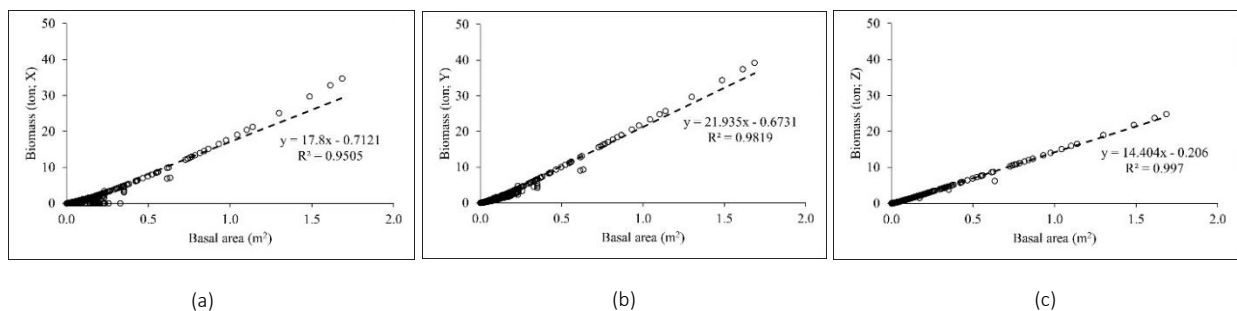 50
40
30
20
10
0
Biomass (ton; X)
y = 17.8x - 0.7121
R² = 0.9505
0.0 0.5 1.0 1.5 2.0
Basal area (m²)
(a)
50
40
30
20
10
0
Biomass (ton; Y)
y = 21.935x - 0.6731
R² = 0.9819
0.0 0.5 1.0 1.5 2.0
Basal area (m²)
(b)
50
40
30
20
10
0
Biomass (ton; Z)
y = 14.404x - 0.206
R² = 0.997
0.0 0.5 1.0 1.5 2.0
Basal area (m²)
(c)